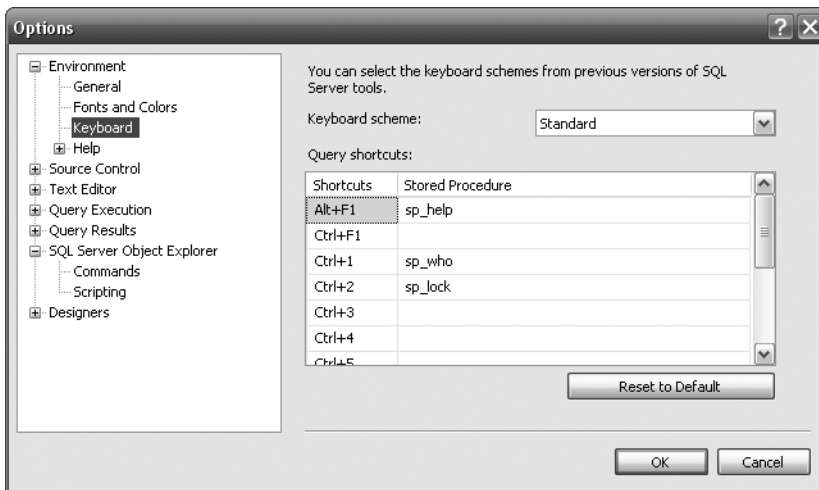 Options
Environment
General
Fonts and Colors
Keyboard
Help
Source Control
Text Editor
Query Execution
Query Results
SQL Server Object Explorer
Commands
Scripting
Designers
You can select the keyboard schemes from previous versions of SQL
Server tools.
Keyboard scheme:
Standard
Query shortcuts:
Shortcuts Stored Procedure
Alt+F1 sp_help
Ctrl+F1
Ctrl+1 sp_who
Ctrl+2 sp_lock
Ctrl+3
Ctrl+4
Ctrl+5
Reset to Default
OK Cancel